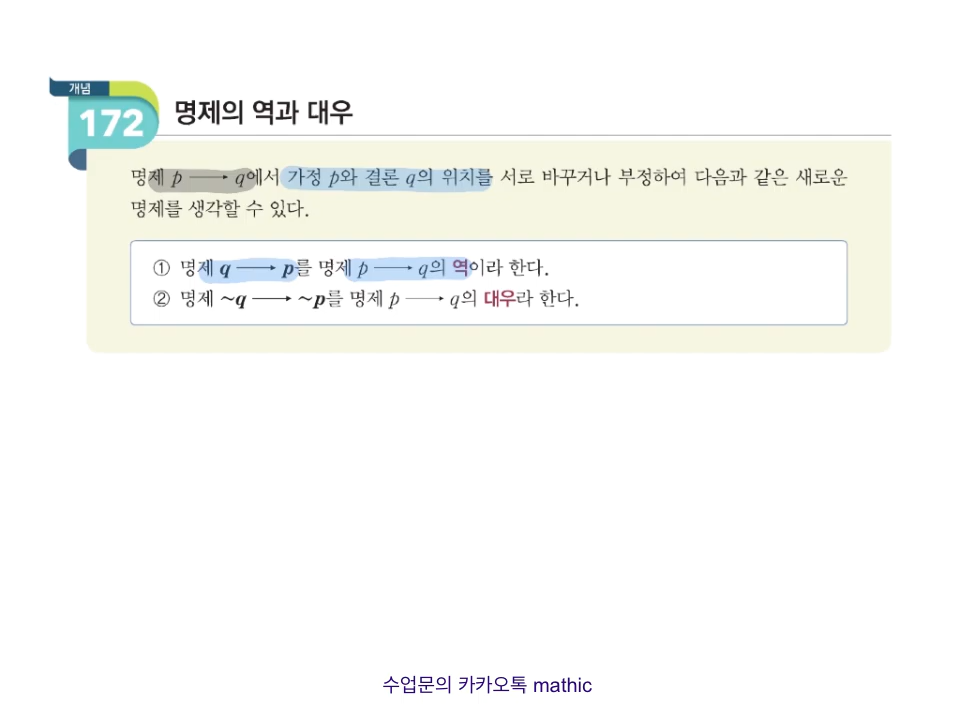 개념
172
명제의 역과 대우
명제 p ⟶ q에서 가정 p와 결론 q의 위치를 서로 바꾸거나 부정하여 다음과 같은 새로운
명제를 생각할 수 있다.
① 명제 q ⟶ p를 명제 p ⟶ q의 역이라 한다.
② 명제 ~q ⟶ ~p를 명제 p ⟶ q의 대우라 한다.
수업문의 카카오톡 mathic